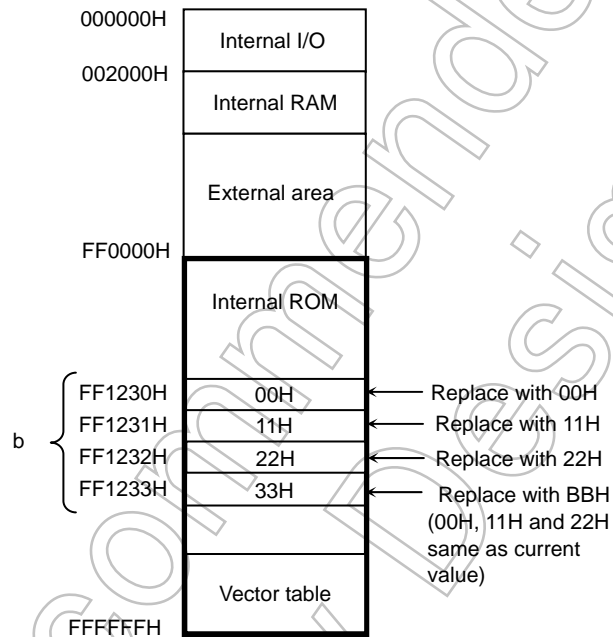 000000H
Internal I/O
002000H
Internal RAM
External area
FF0000H
Internal ROM
b
FF1230H 00H Replace with 00H
FF1231H 11H Replace with 11H
FF1232H 22H Replace with 22H
FF1233H 33H Replace with BBH
(00H, 11H and 22H
same as current
value)
Vector table
FFFFFFH